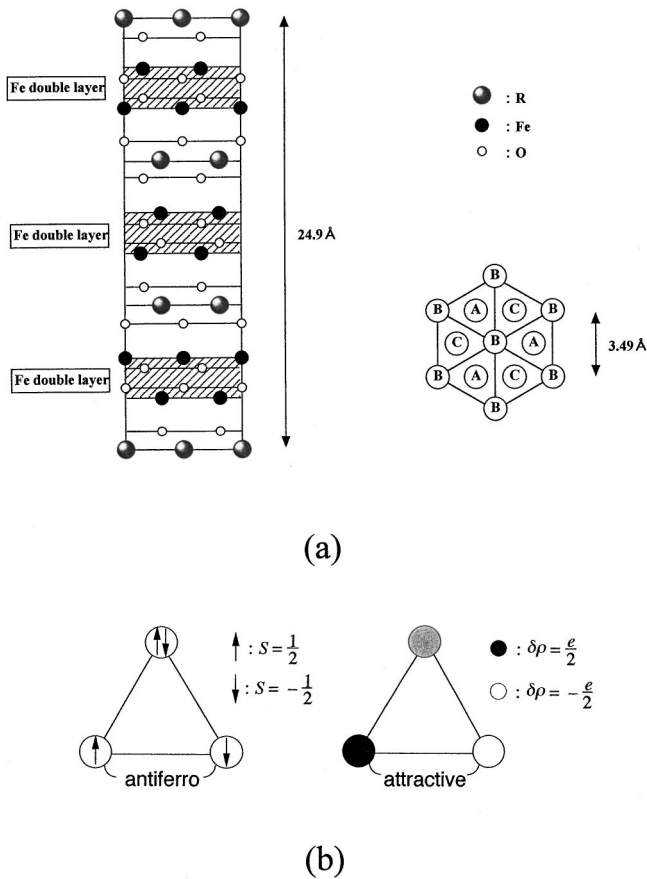 Fe double layer
Fe double layer
Fe double layer
24.9 Å
: R
: Fe
: O
B
B A C B
C B A
B A C B
B
3.49 Å
(a)
: S = 1/2
: S = − 1/2
antiferro
: δρ = e/2
: δρ = − e/2
attractive
(b)